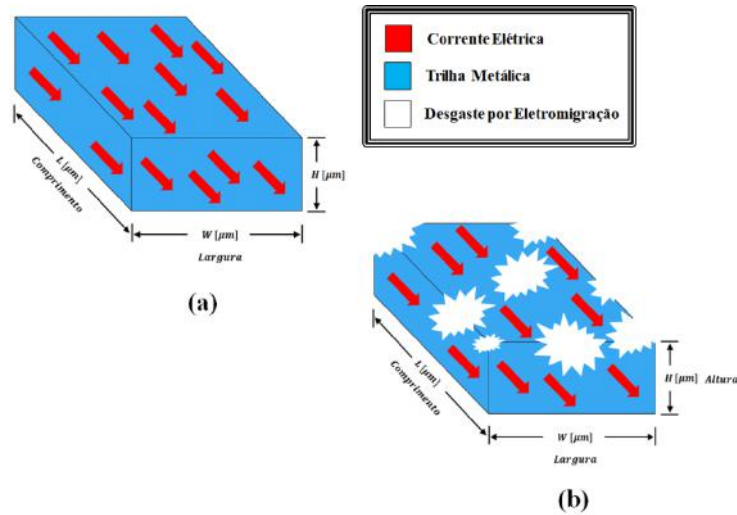 Corrente Elétrica
Trilha Metálica
Desgaste por Eletromigração
L [μm]
Comprimento
H [μm]
W [μm]
Largura
(a)
L [μm]
Comprimento
H [μm] Altura
W [μm]
Largura
(b)